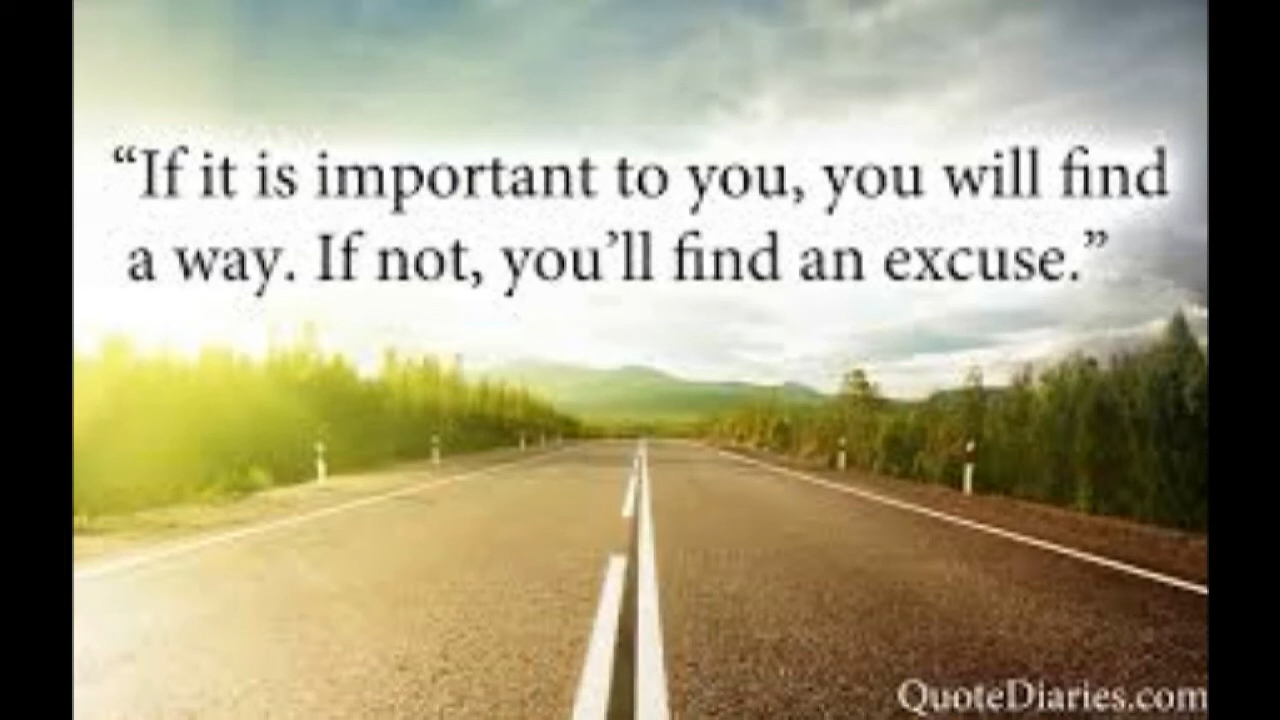 “If it is important to you, you will find
a way. If not, you’ll find an excuse.”
QuoteDiaries.com